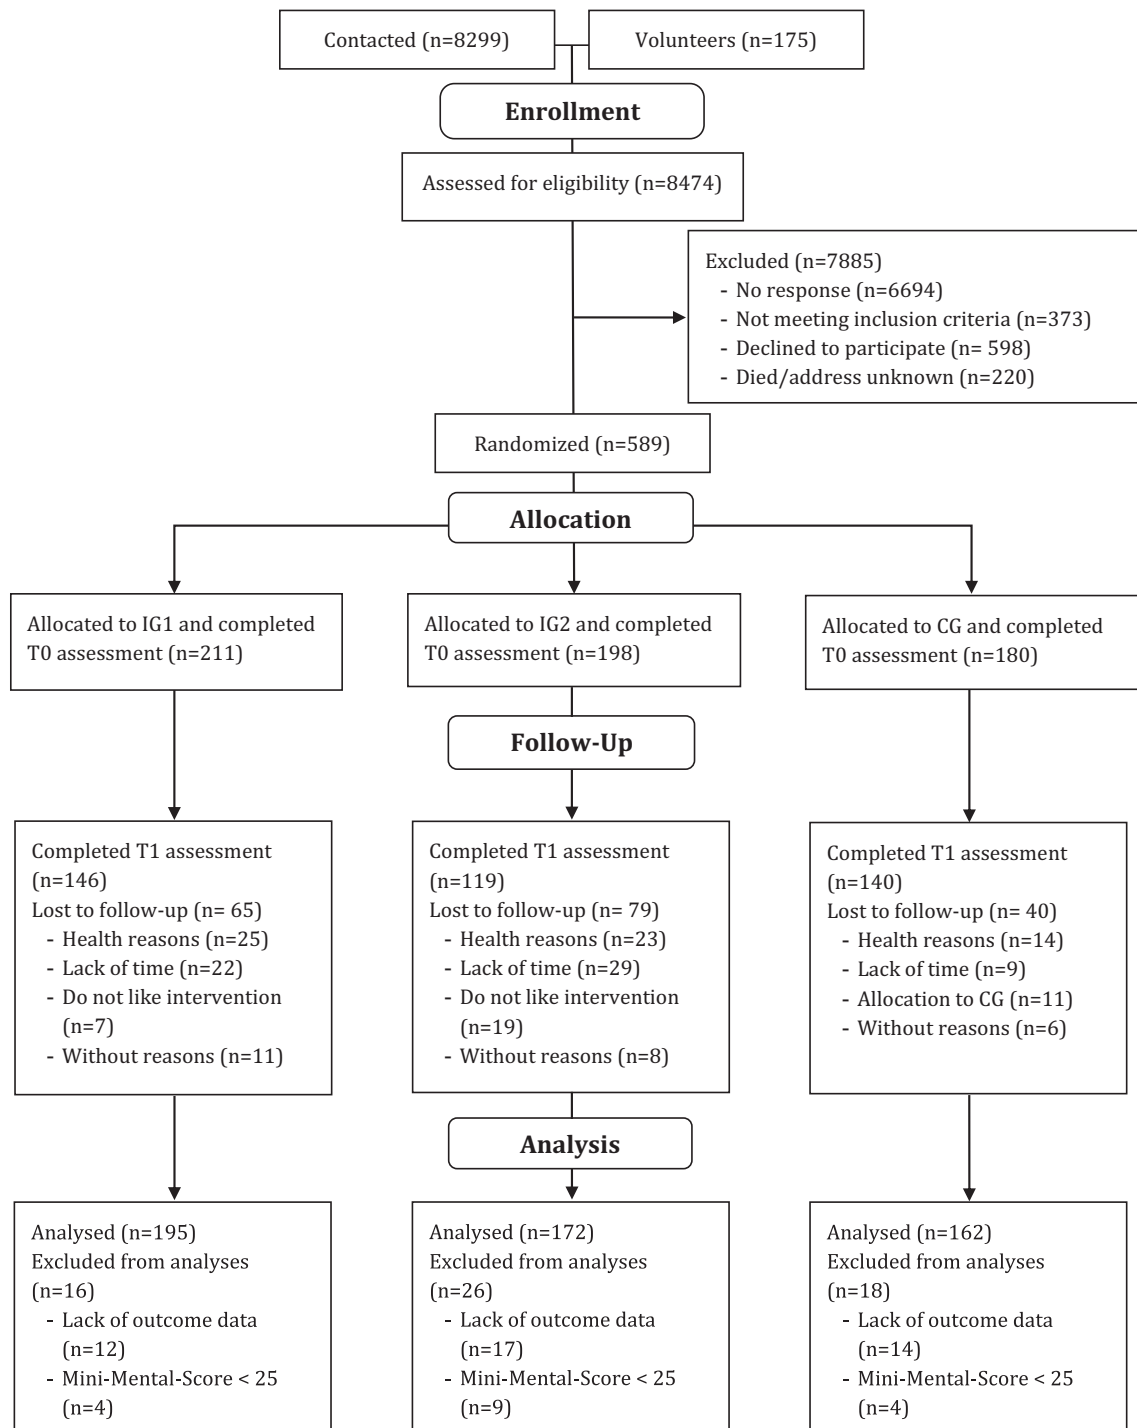 Contacted (n=8299)
Volunteers (n=175)
Enrollment
Assessed for eligibility (n=8474)
Excluded (n=7885)
- No response (n=6694)
- Not meeting inclusion criteria (n=373)
- Declined to participate (n= 598)
- Died/address unknown (n=220)
Randomized (n=589)
Allocation
Allocated to IG1 and completed
T0 assessment (n=211)
Allocated to IG2 and completed
T0 assessment (n=198)
Allocated to CG and completed
T0 assessment (n=180)
Follow-Up
Completed T1 assessment
(n=146)
Lost to follow-up (n= 65)
- Health reasons (n=25)
- Lack of time (n=22)
- Do not like intervention
(n=7)
- Without reasons (n=11)
Completed T1 assessment
(n=119)
Lost to follow-up (n= 79)
- Health reasons (n=23)
- Lack of time (n=29)
- Do not like intervention
(n=19)
- Without reasons (n=8)
Completed T1 assessment
(n=140)
Lost to follow-up (n= 40)
- Health reasons (n=14)
- Lack of time (n=9)
- Allocation to CG (n=11)
- Without reasons (n=6)
Analysis
Analysed (n=195)
Excluded from analyses
(n=16)
- Lack of outcome data
(n=12)
- Mini-Mental-Score < 25
(n=4)
Analysed (n=172)
Excluded from analyses
(n=26)
- Lack of outcome data
(n=17)
- Mini-Mental-Score < 25
(n=9)
Analysed (n=162)
Excluded from analyses
(n=18)
- Lack of outcome data
(n=14)
- Mini-Mental-Score < 25
(n=4)